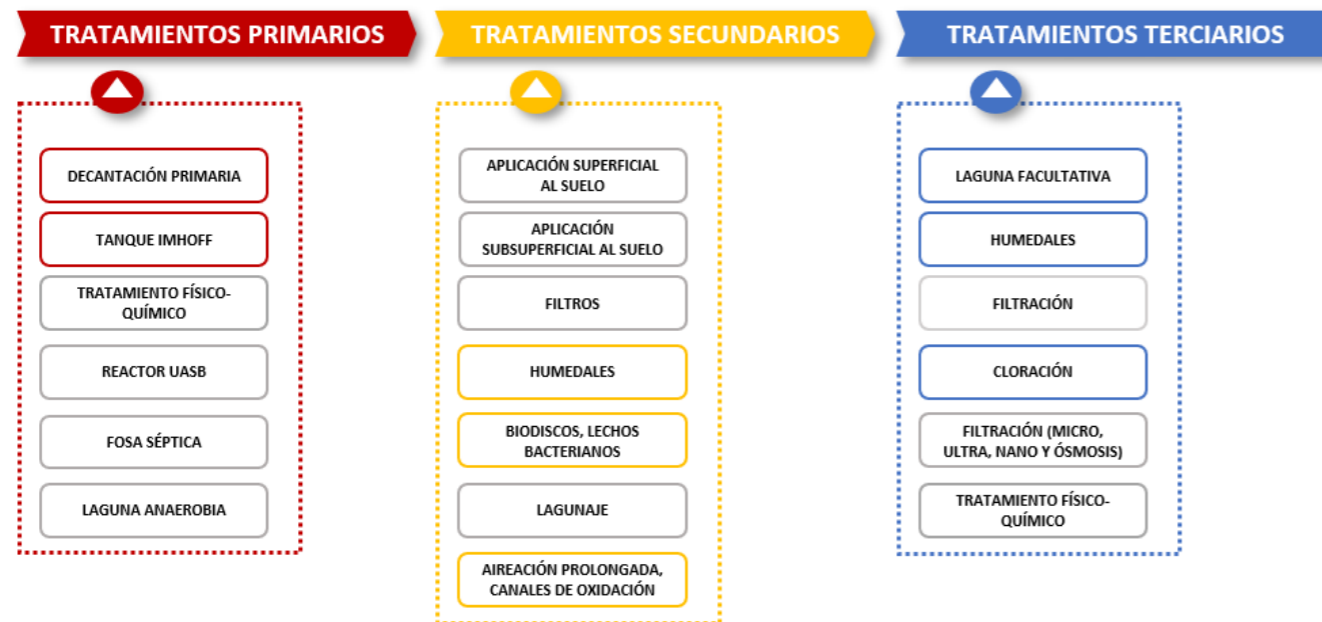 TRATAMIENTOS PRIMARIOS
DECANTACIÓN PRIMARIA
TANQUE IMHOFF
TRATAMIENTO FÍSICO-
QUÍMICO
REACTOR UASB
FOSA SÉPTICA
LAGUNA ANAEROBIA
TRATAMIENTOS SECUNDARIOS
APLICACIÓN SUPERFICIAL
AL SUELO
APLICACIÓN
SUBSUPERFICIAL AL SUELO
FILTROS
HUMEDALES
BIODISCOS, LECHOS
BACTERIANOS
LAGUNAJE
AIREACIÓN PROLONGADA,
CANALES DE OXIDACIÓN
TRATAMIENTOS TERCIARIOS
LAGUNA FACULTATIVA
HUMEDALES
FILTRACIÓN
CLORACIÓN
FILTRACIÓN (MICRO,
ULTRA, NANO Y ÓSMOSIS)
TRATAMIENTO FÍSICO-
QUÍMICO